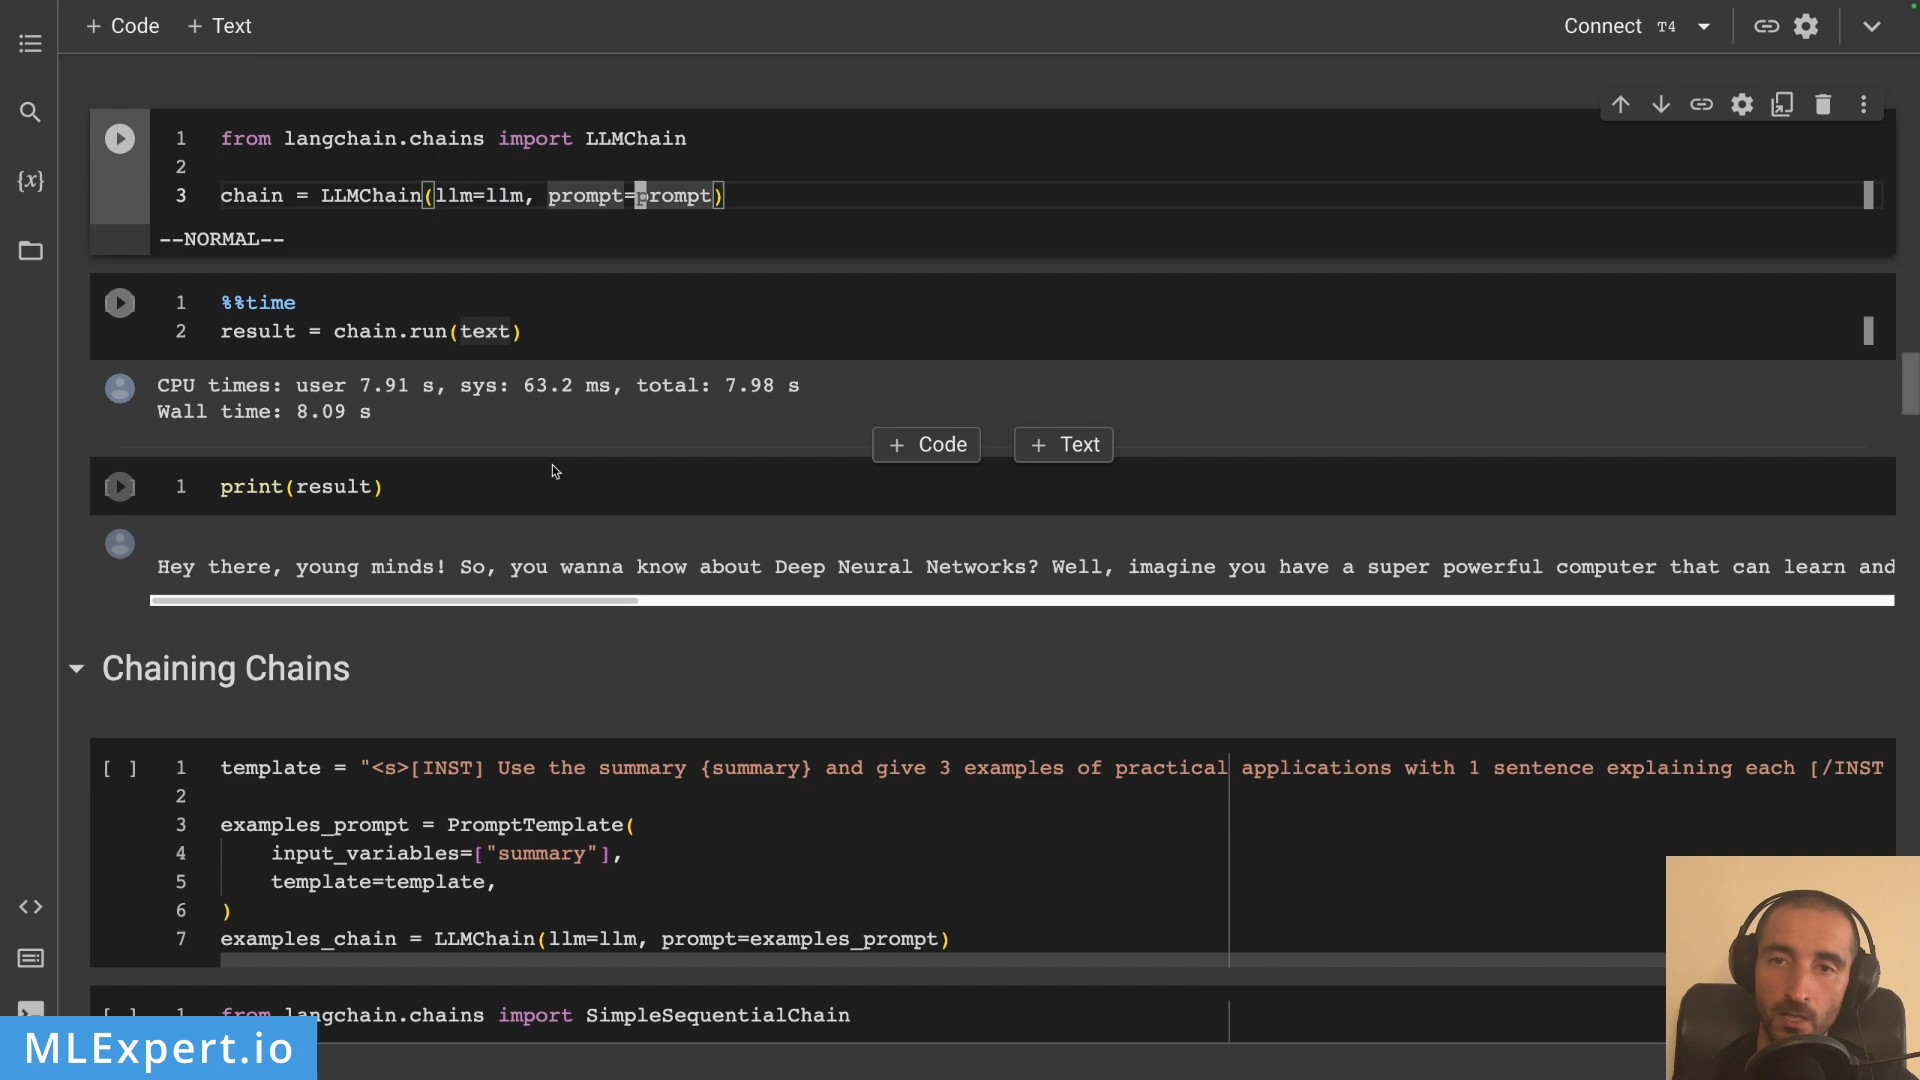 + Code + Text
Connect T4
1 from langchain.chains import LLMChain
2
3 chain = LLMChain(llm=llm, prompt=prompt)
--NORMAL--
{x}
1 %%time
2 result = chain.run(text)
CPU times: user 7.91 s, sys: 63.2 ms, total: 7.98 s
Wall time: 8.09 s
+ Code + Text
1 print(result)
Hey there, young minds! So, you wanna know about Deep Neural Networks? Well, imagine you have a super powerful computer that can learn and
Chaining Chains
[ ] 1 template = "<s>[INST] Use the summary {summary} and give 3 examples of practical applications with 1 sentence explaining each [/INST
2
3 examples_prompt = PromptTemplate(
4 input_variables=["summary"],
5 template=template,
6 )
7 examples_chain = LLMChain(llm=llm, prompt=examples_prompt)
[ ] 1 from langchain.chains import SimpleSequentialChain
MLExpert.io